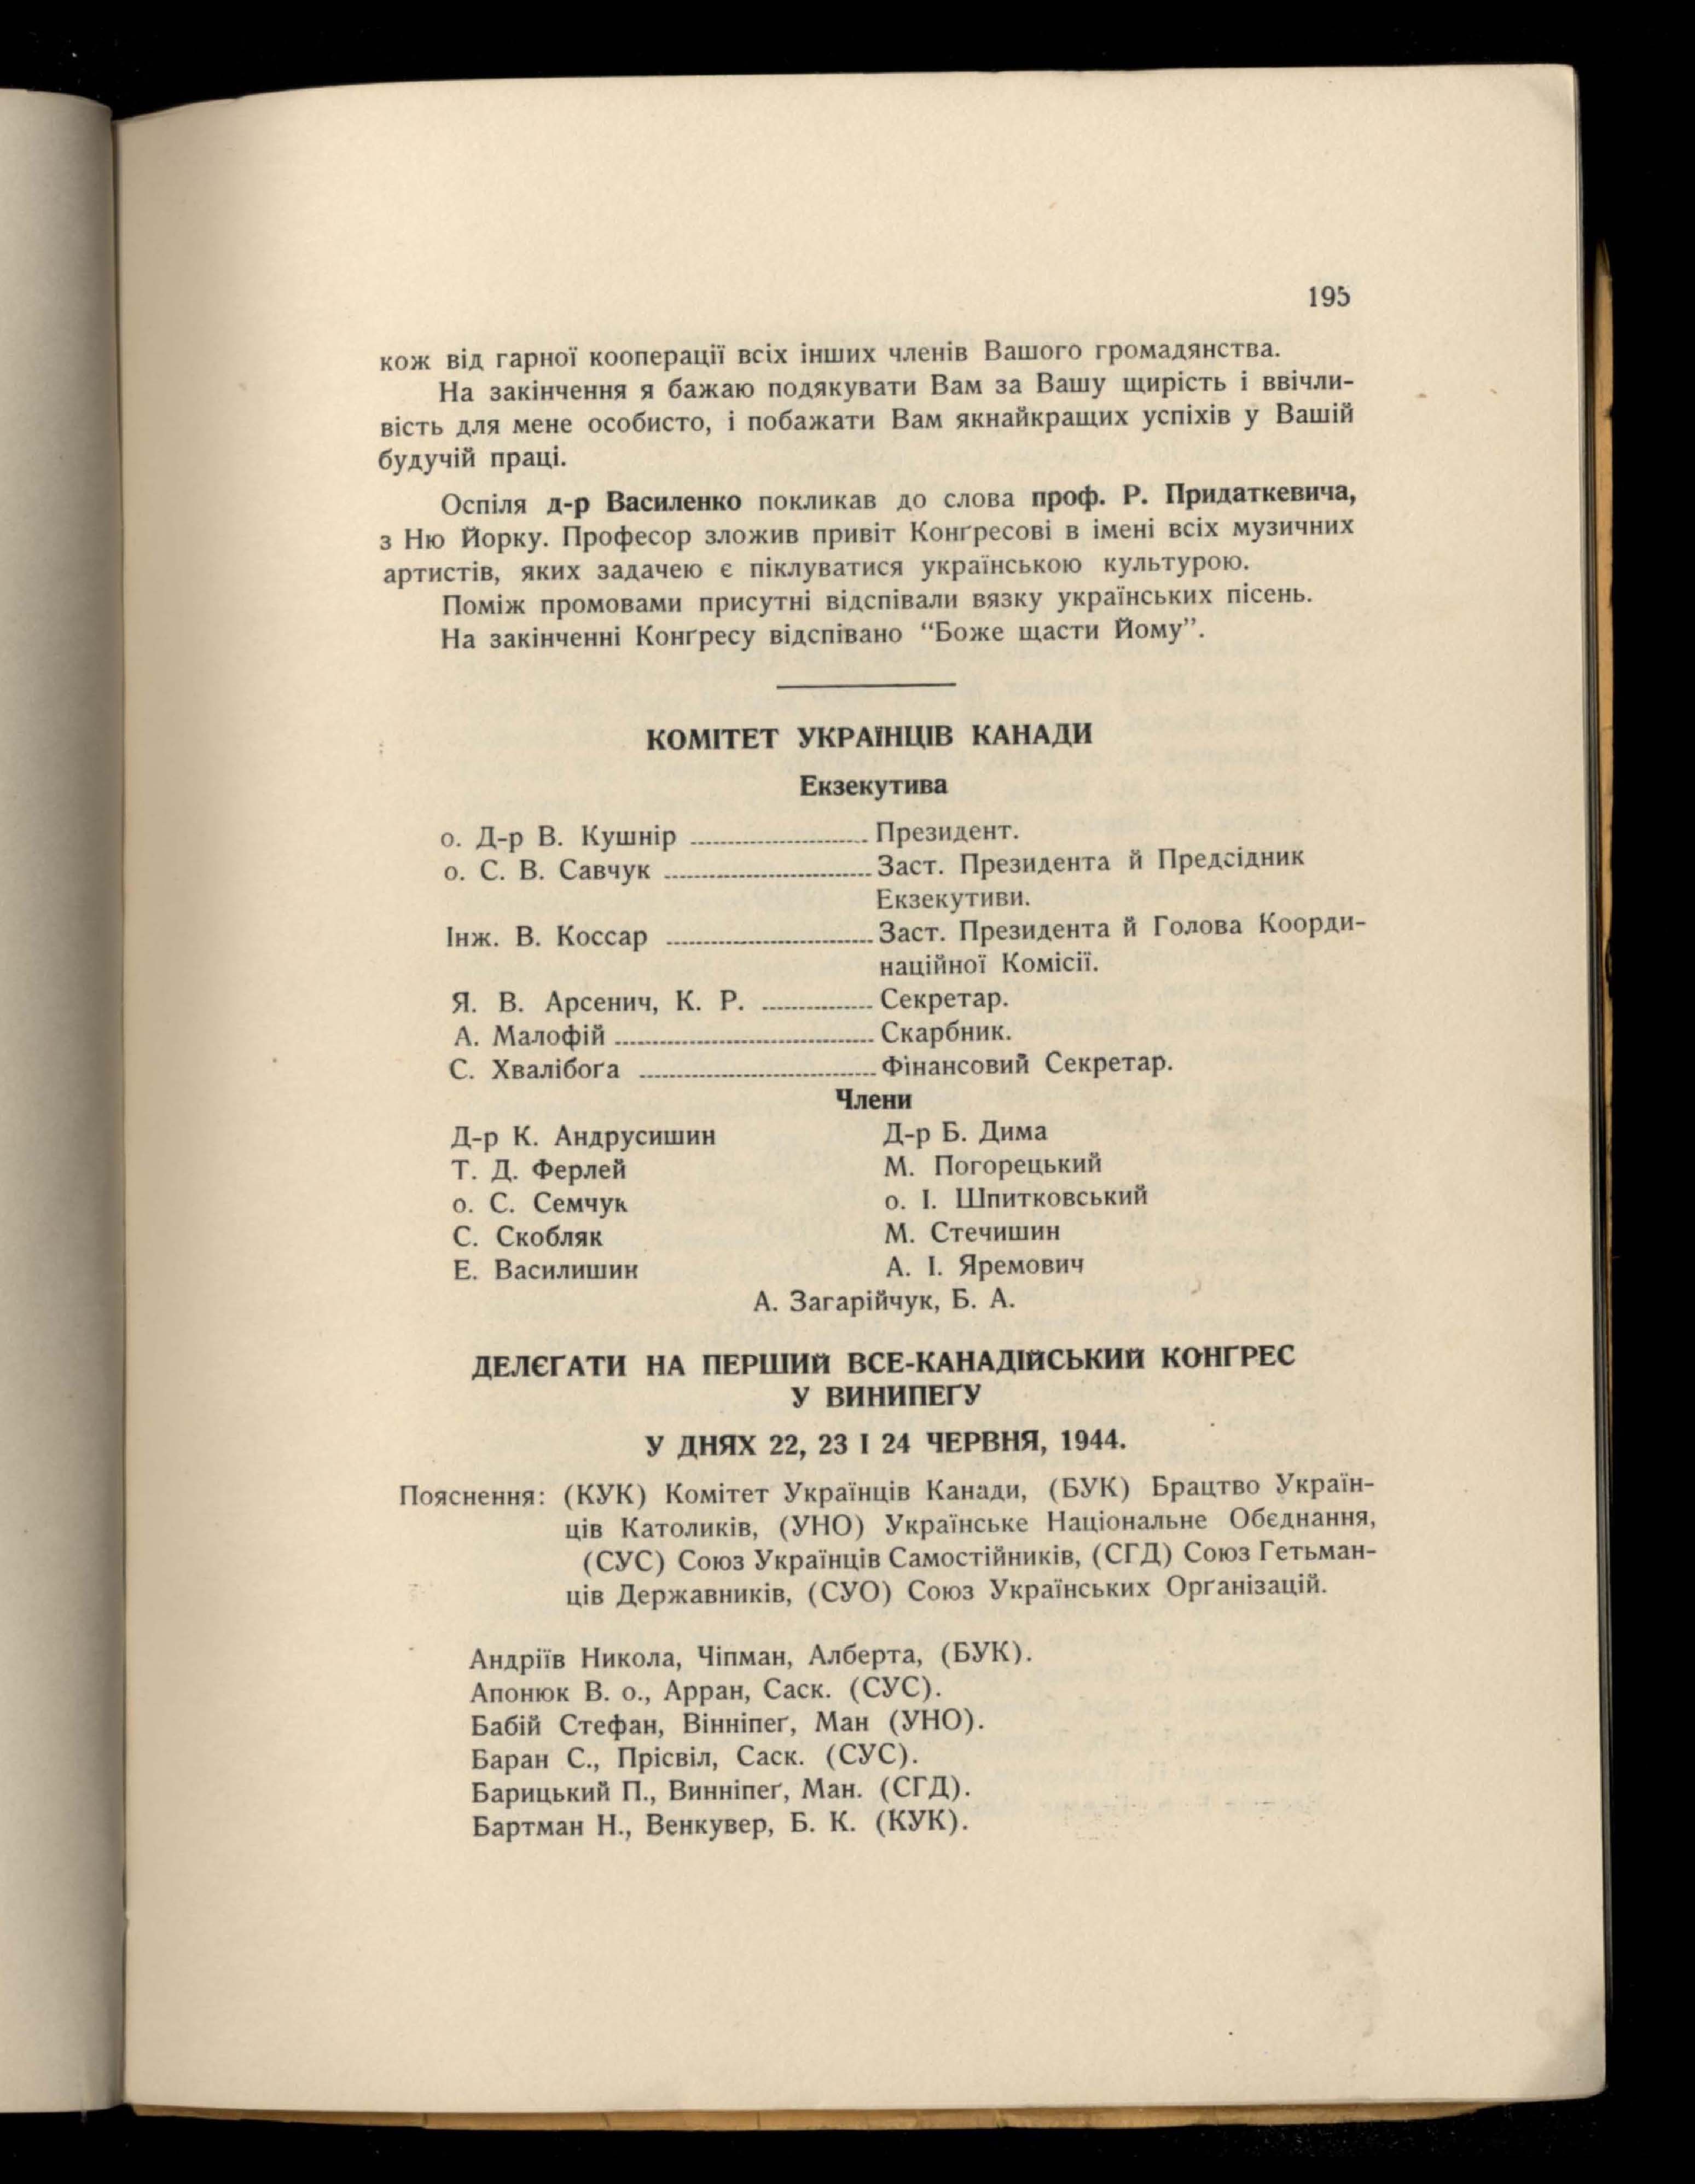 195
кож від гарної кооперації всіх інших членів Вашого громадянства.
На закінчення я бажаю подякувати Вам за Вашу щирість і ввічли-
вість для мене особисто, і побажати Вам якнайкращих успіхів у Вашій
будучій праці.
Оспіля д-р Василенко покликав до слова проф. Р. Придаткевича,
з Ню Йорку. Професор зложив привіт Конґресові в імені всіх музичних
артистів, яких задачею є піклуватися українською культурою.
Поміж промовами присутні відспівали вязку українських пісень.
На закінченні Конґресу відспівано “Боже щасти Йому”.
КОМІТЕТ УКРАЇНЦІВ КАНАДИ
Екзекутива
о. Д-р В. Кушнір ........................ Президент.
о. С. В. Савчук ........................ Заст. Президента й Предсідник
Екзекутиви.
Інж. В. Коссар ........................ Заст. Президента й Голова Коорди-
наційної Комісії.
Я. В. Арсенич, К. Р. ............... Секретар.
А. Малофій ........................ Скарбник.
С. Хвалібоґа ........................ Фінансовий Секретар.
Члени
Д-р К. Андрусишин Д-р Б. Дима
Т. Д. Ферлей М. Погорецький
о. С. Семчук о. І. Шпитковський
С. Скобляк М. Стечишин
Е. Василишин А. І. Яремович
А. Загарійчук, Б. А.
ДЕЛЄҐАТИ НА ПЕРШИЙ ВСЕ-КАНАДІЙСЬКИЙ КОНҐРЕС
У ВИНИПЕҐУ
У ДНЯХ 22, 23 І 24 ЧЕРВНЯ, 1944.
Пояснення: (КУК) Комітет Українців Канади, (БУК) Брацтво Україн-
ців Католиків, (УНО) Українське Національне Обєднання,
(СУС) Союз Українців Самостійників, (СГД) Союз Гетьман-
ців Державників, (СУО) Союз Українських Орґанізацій.
Андріїв Никола, Чіпман, Алберта, (БУК).
Апонюк В. о., Арран, Саск. (СУС).
Бабій Стефан, Вінніпеґ, Ман (УНО).
Баран С., Прісвіл, Саск. (СУС).
Барицький П., Винніпеґ, Ман. (СГД).
Бартман Н., Венкувер, Б. К. (КУК).